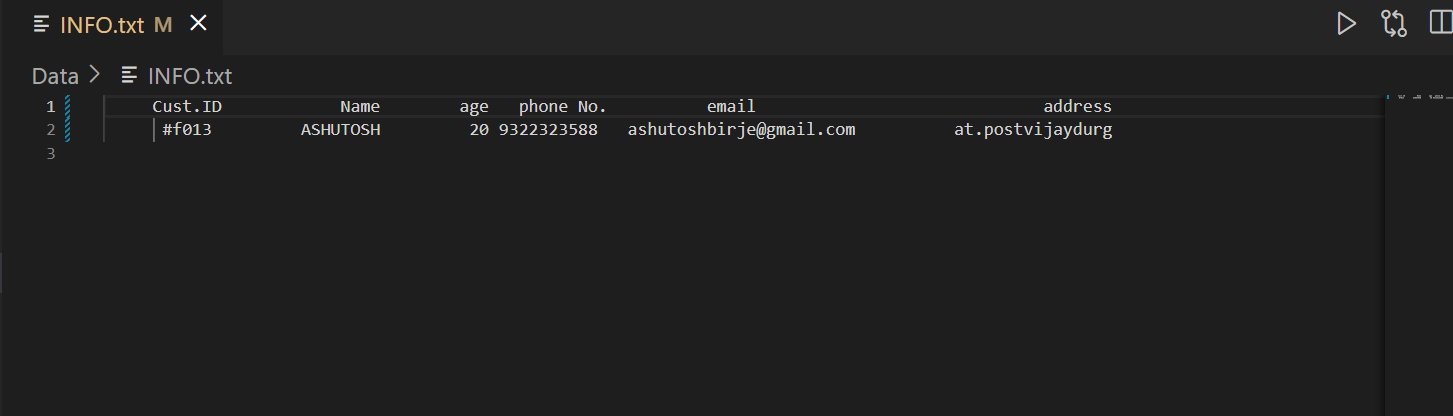 INFO.txt M
Data > INFO.txt
1 Cust.ID Name age phone No. email address
2 #f013 ASHUTOSH 20 9322323588 ashutoshbirje@gmail.com at.postvijaydurg
3